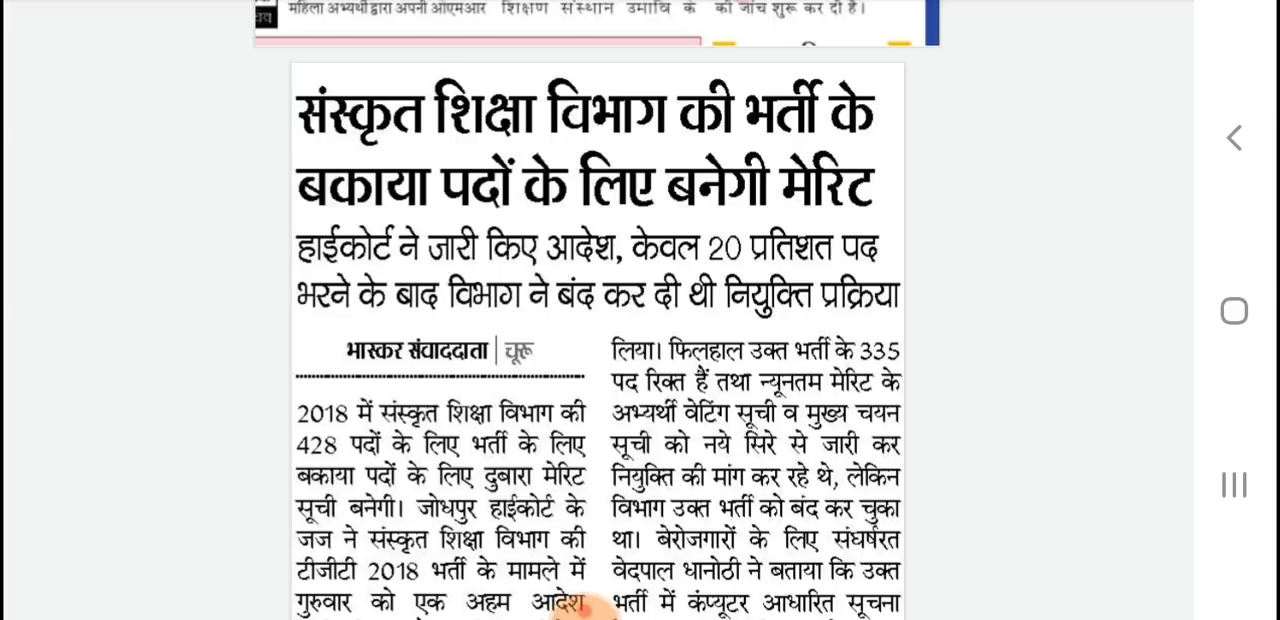 महिला अभ्यर्थी द्वारा अपनी ओएमआर शिक्षण संस्थान उमावि के की जांच शुरू कर दी है।
संस्कृत शिक्षा विभाग की भर्ती के
बकाया पदों के लिए बनेगी मेरिट
हाईकोर्ट ने जारी किए आदेश, केवल 20 प्रतिशत पद
भरने के बाद विभाग ने बंद कर दी थी नियुक्ति प्रक्रिया
भास्कर संवाददाता | चूरू
2018 में संस्कृत शिक्षा विभाग की
428 पदों के लिए भर्ती के लिए
बकाया पदों के लिए दुबारा मेरिट
सूची बनेगी। जोधपुर हाईकोर्ट के
जज ने संस्कृत शिक्षा विभाग की
टीजीटी 2018 भर्ती के मामले में
गुरुवार को एक अहम आदेश
लिया। फिलहाल उक्त भर्ती के 335
पद रिक्त हैं तथा न्यूनतम मेरिट के
अभ्यर्थी वेटिंग सूची व मुख्य चयन
सूची को नये सिरे से जारी कर
नियुक्ति की मांग कर रहे थे, लेकिन
विभाग उक्त भर्ती को बंद कर चुका
था। बेरोजगारों के लिए संघर्षरत
वेदपाल धानोठी ने बताया कि उक्त
भर्ती में कंप्यूटर आधारित सूचना